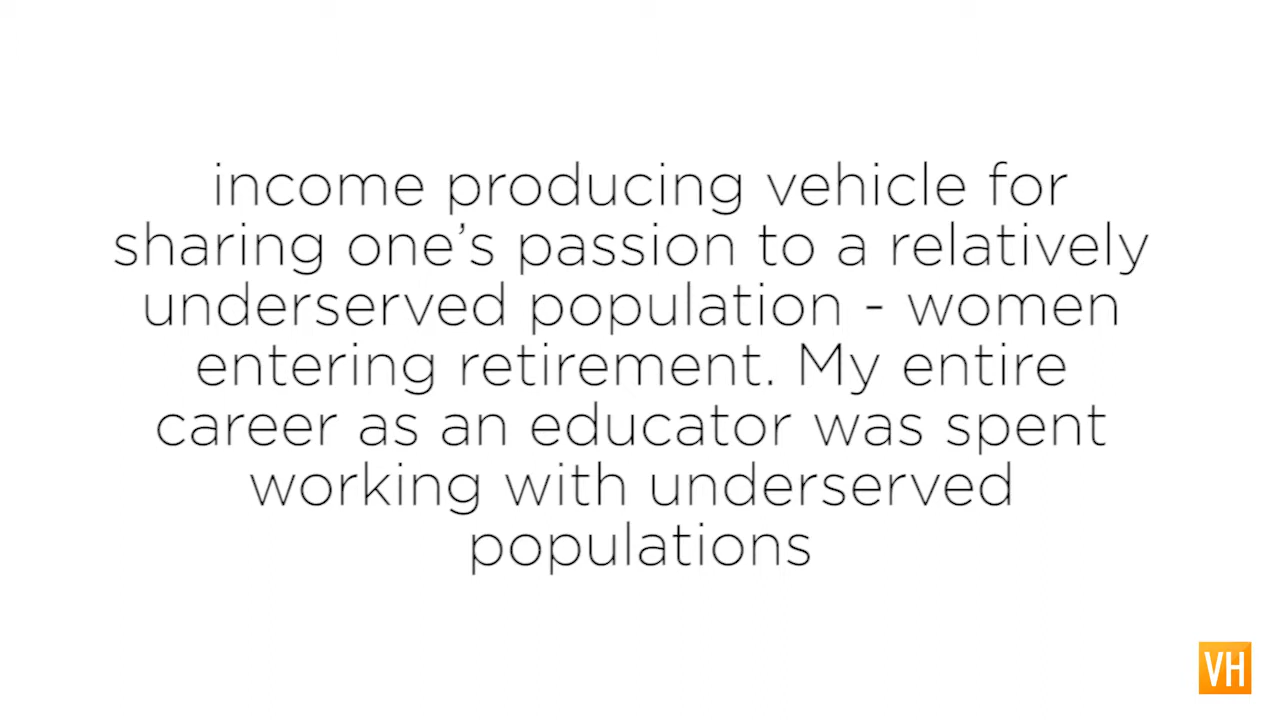 income producing vehicle for
sharing one’s passion to a relatively
underserved population - women
entering retirement. My entire
career as an educator was spent
working with underserved
populations
VH